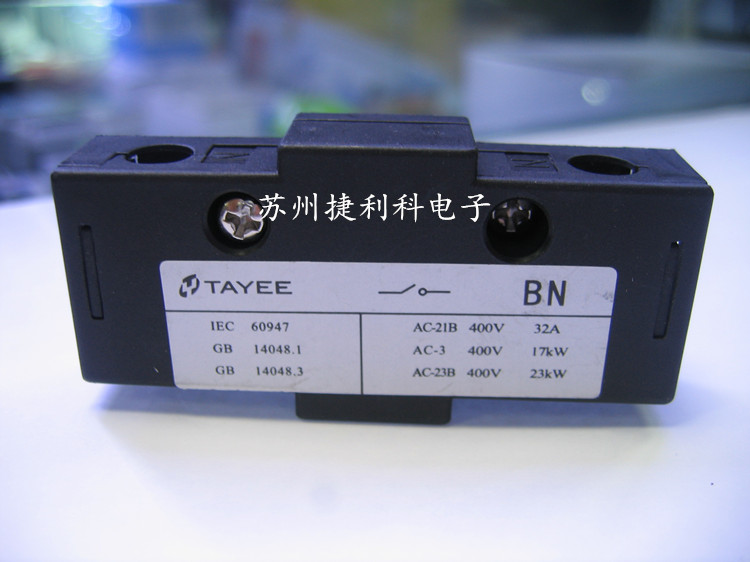 苏州捷利科电子
TAYEE BN
IEC 60947 AC-21B 400V 32A
GB 14048.1 AC-3 400V 17kW
GB 14048.3 AC-23B 400V 23kW